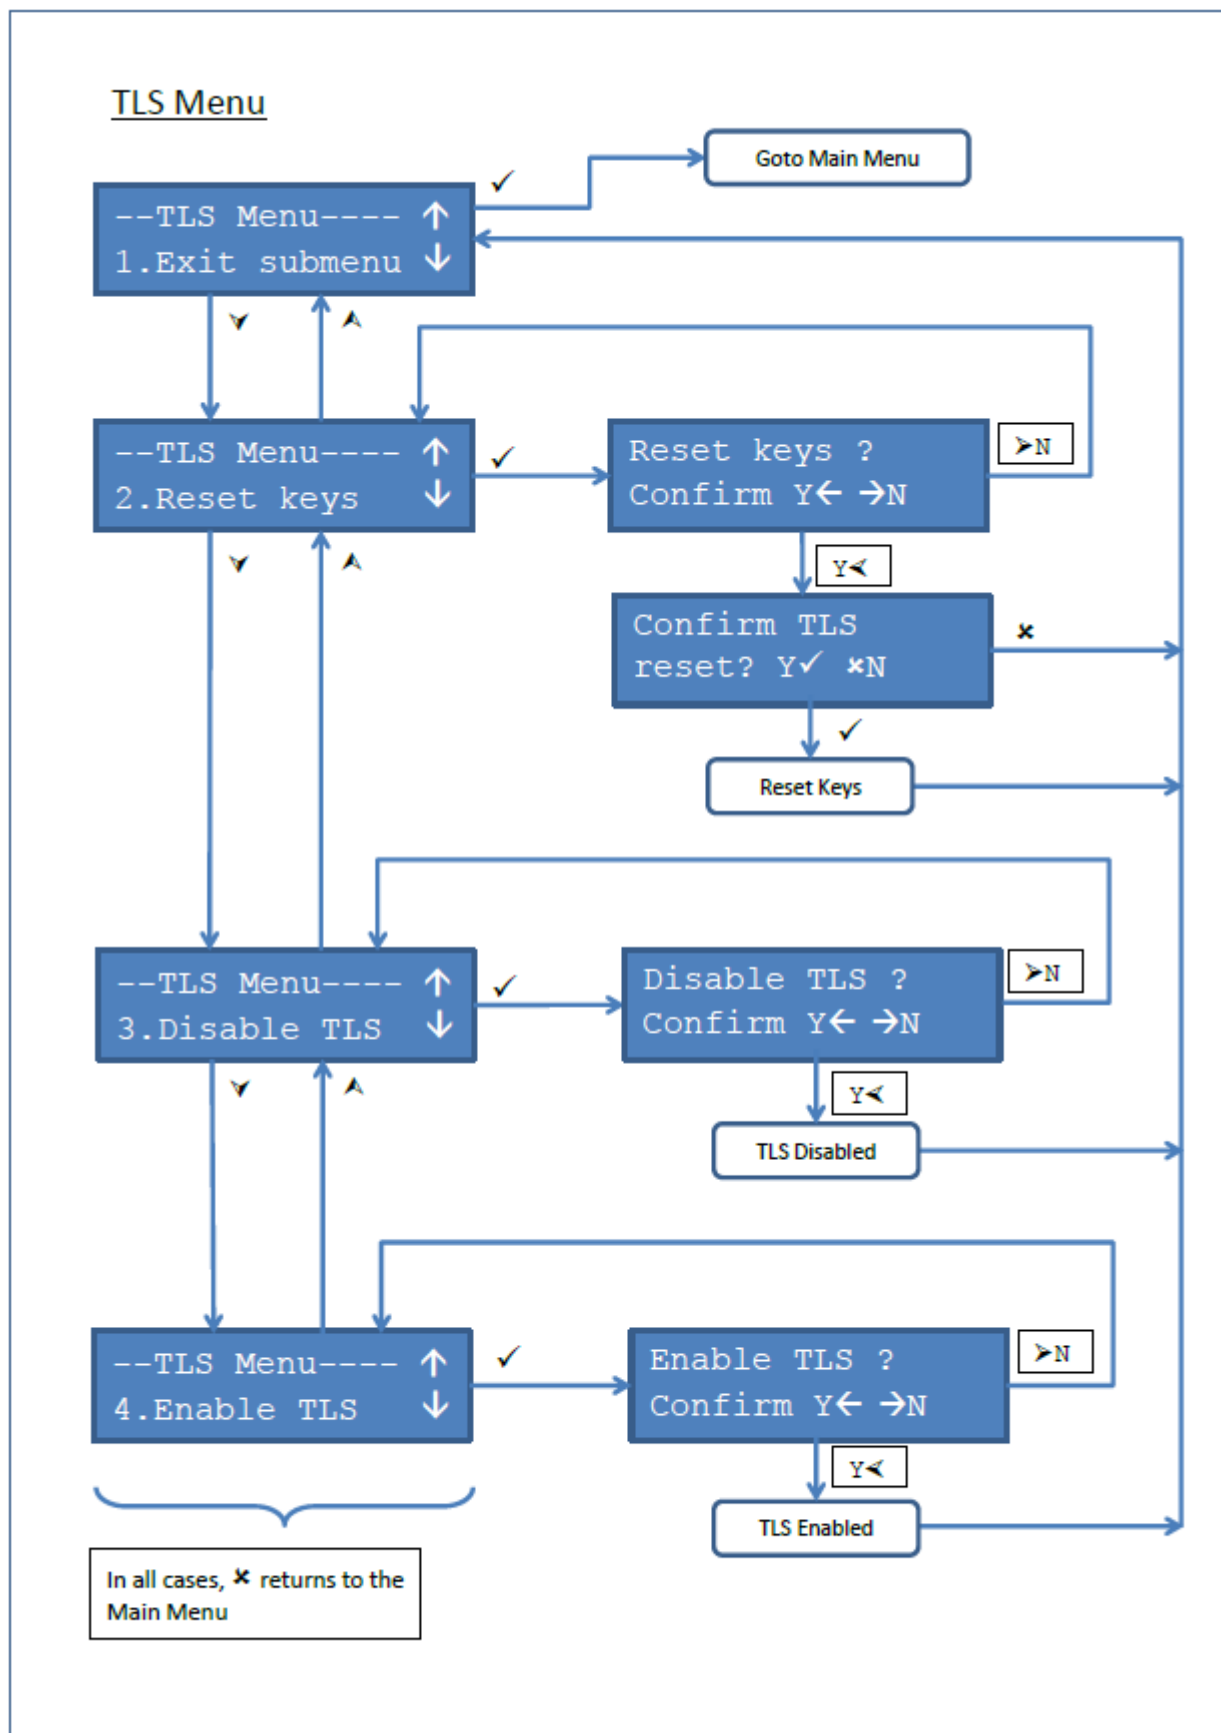 TLS Menu
Goto Main Menu
✓
--TLS Menu---- ↑
1.Exit submenu ↓
⮟ ⮝
--TLS Menu---- ↑
2.Reset keys ↓
✓
Reset keys ?
Confirm Y← →N
➤N
⮟ ⮝
Y⮜
Confirm TLS
reset? Y✓ ×N
×
✓
Reset Keys
--TLS Menu---- ↑
3.Disable TLS ↓
✓
Disable TLS ?
Confirm Y← →N
➤N
⮟ ⮝
Y⮜
TLS Disabled
--TLS Menu---- ↑
4.Enable TLS ↓
✓
Enable TLS ?
Confirm Y← →N
➤N
Y⮜
TLS Enabled
In all cases, × returns to the
Main Menu